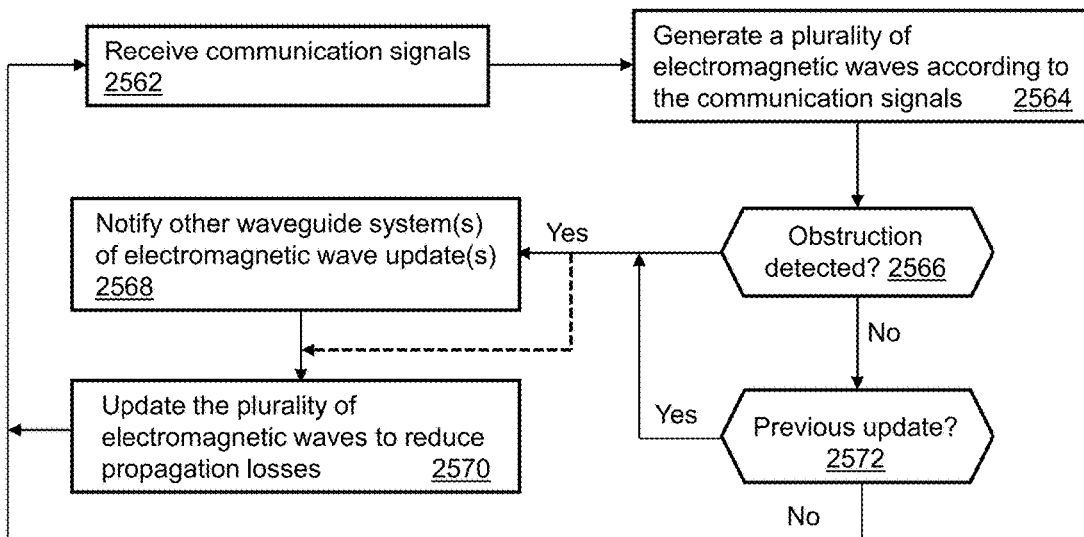 Receive communication signals
2562
Generate a plurality of
electromagnetic waves according to
the communication signals 2564
Notify other waveguide system(s)
of electromagnetic wave update(s)
2568
Yes
Obstruction
detected? 2566
No
Update the plurality of
electromagnetic waves to reduce
propagation losses 2570
Yes
Previous update?
2572
No